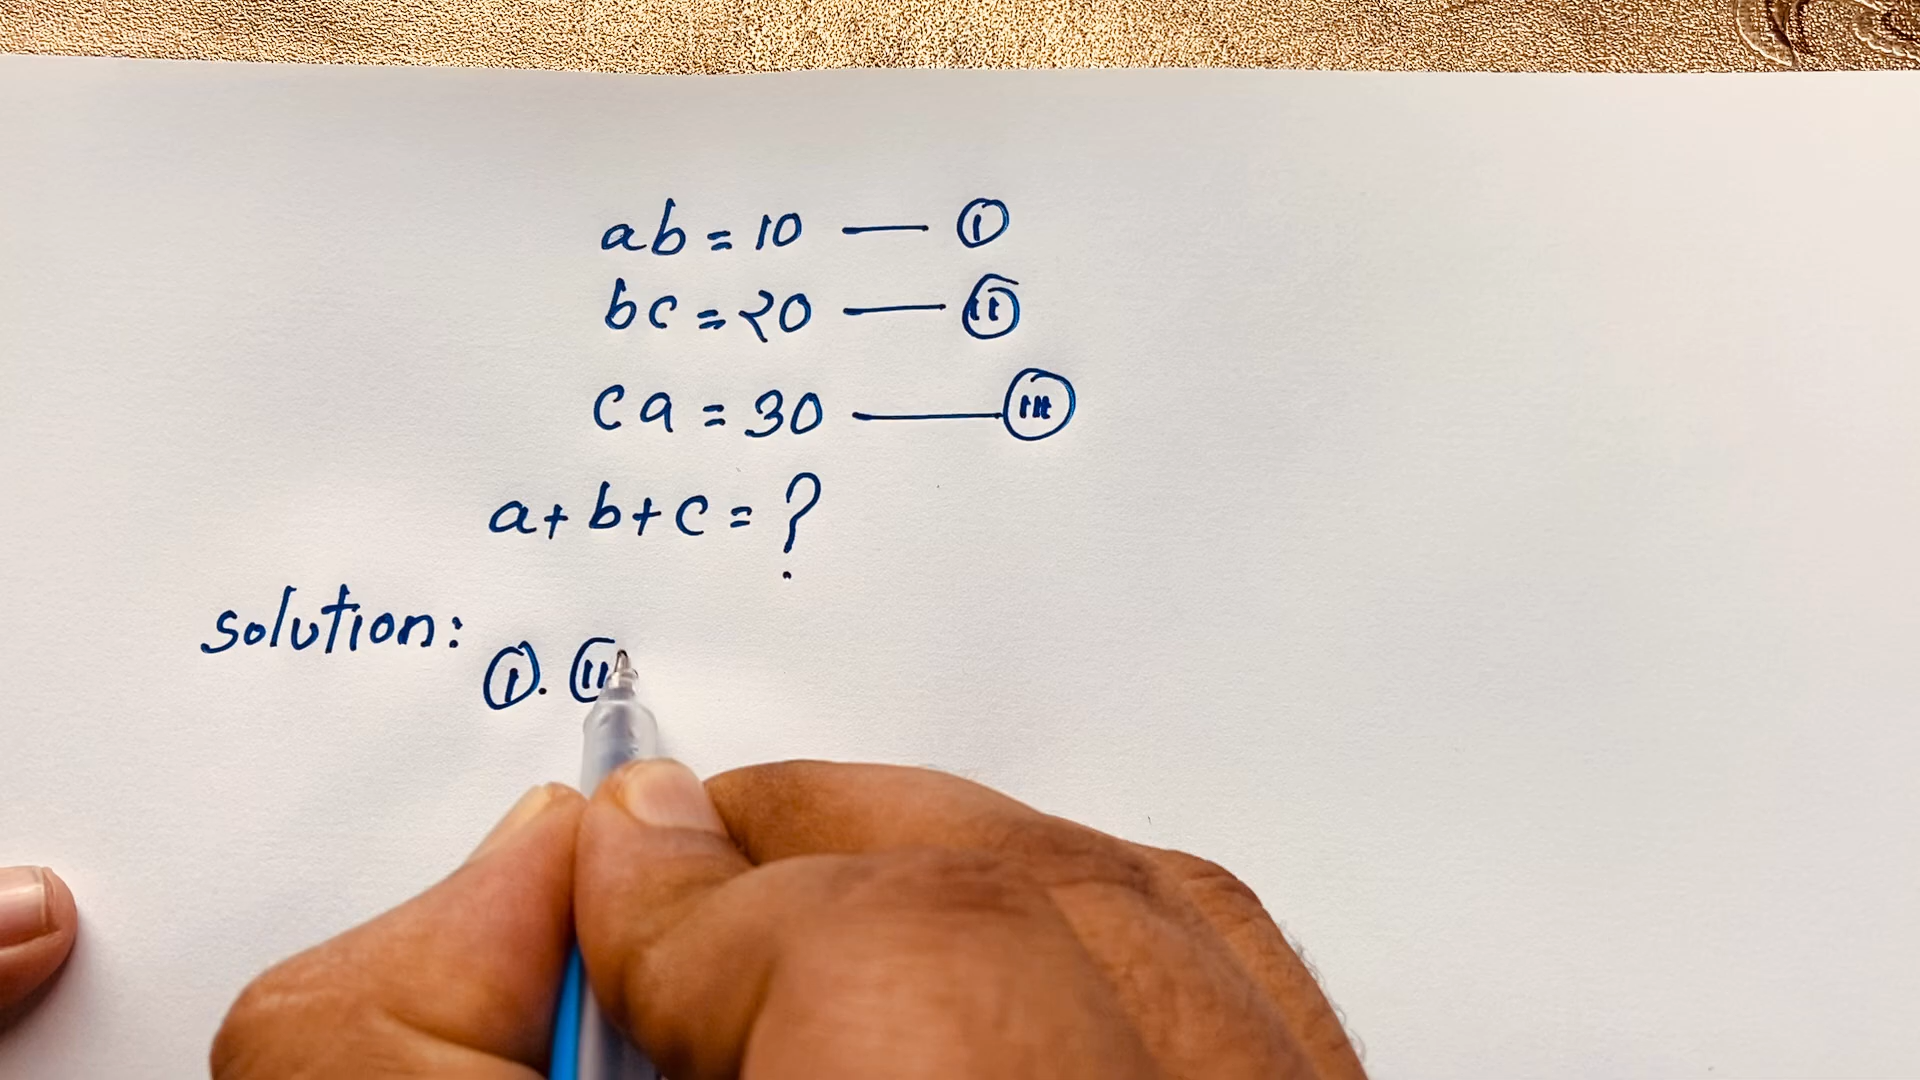 ab = 10 — (I)
bc = 20 — (II)
ca = 30 — (III)
a + b + c = ?
solution:
(I). (II)